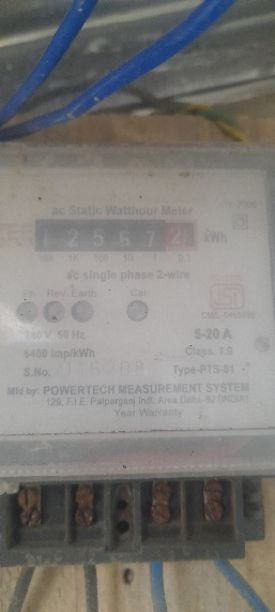 ac Static Watthour Meter
1 2 5 6 7 2 kWh
10K 1K 100 10 1 0.1
ac single phase 2-wire
Ph Rev Earth Cal
240 V 50 Hz 5-20 A
6400 imp/kWh Class 1.0
S.No. Type-PTS-01
Mfd by: POWERTECH MEASUREMENT SYSTEM
129, F.I.E. Patparganj Indl. Area Delhi-92 (INDIA)
Year Warranty